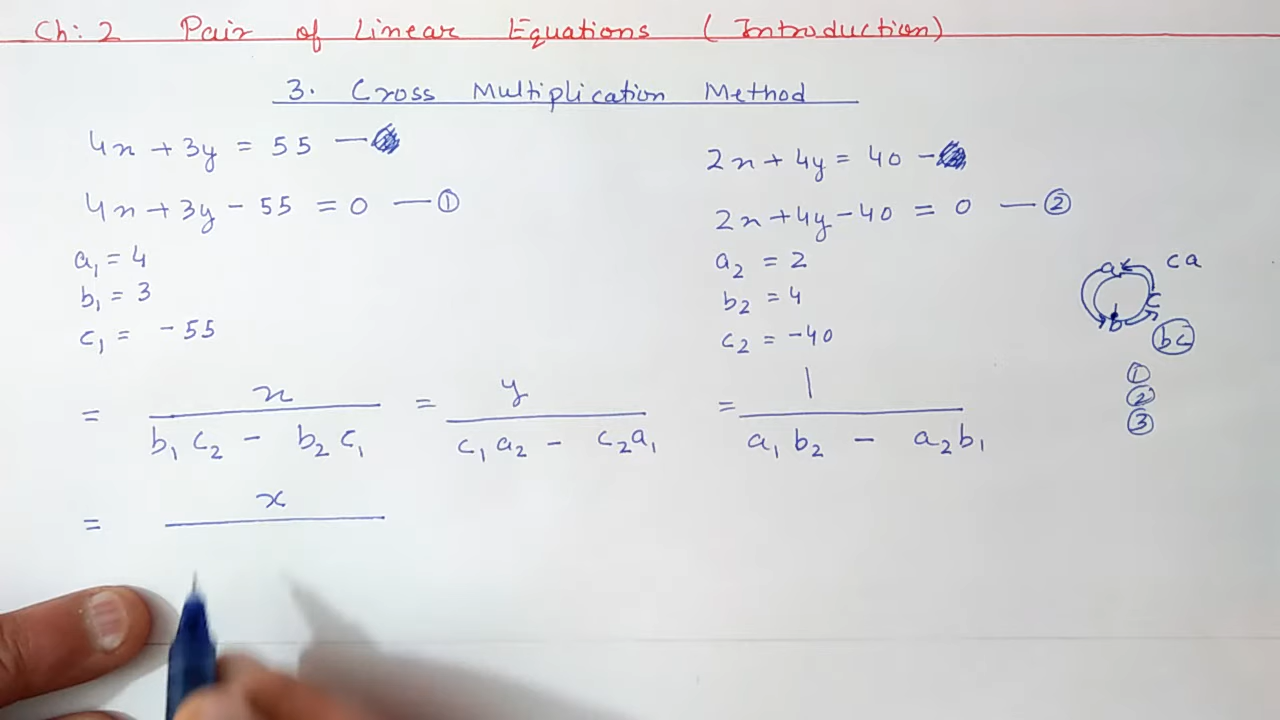 Ch: 2 Pair of Linear Equations (Introduction)
3. Cross Multiplication Method
4x + 3y = 55 —
2x + 4y = 40 —
4x + 3y - 55 = 0 — ①
2x + 4y - 40 = 0 — ②
a₁ = 4
b₁ = 3
c₁ = -55
a₂ = 2
b₂ = 4
c₂ = -40
a
b
c
ca
bc
①
②
③
= x / (b₁c₂ - b₂c₁) = y / (c₁a₂ - c₂a₁) = 1 / (a₁b₂ - a₂b₁)
= x